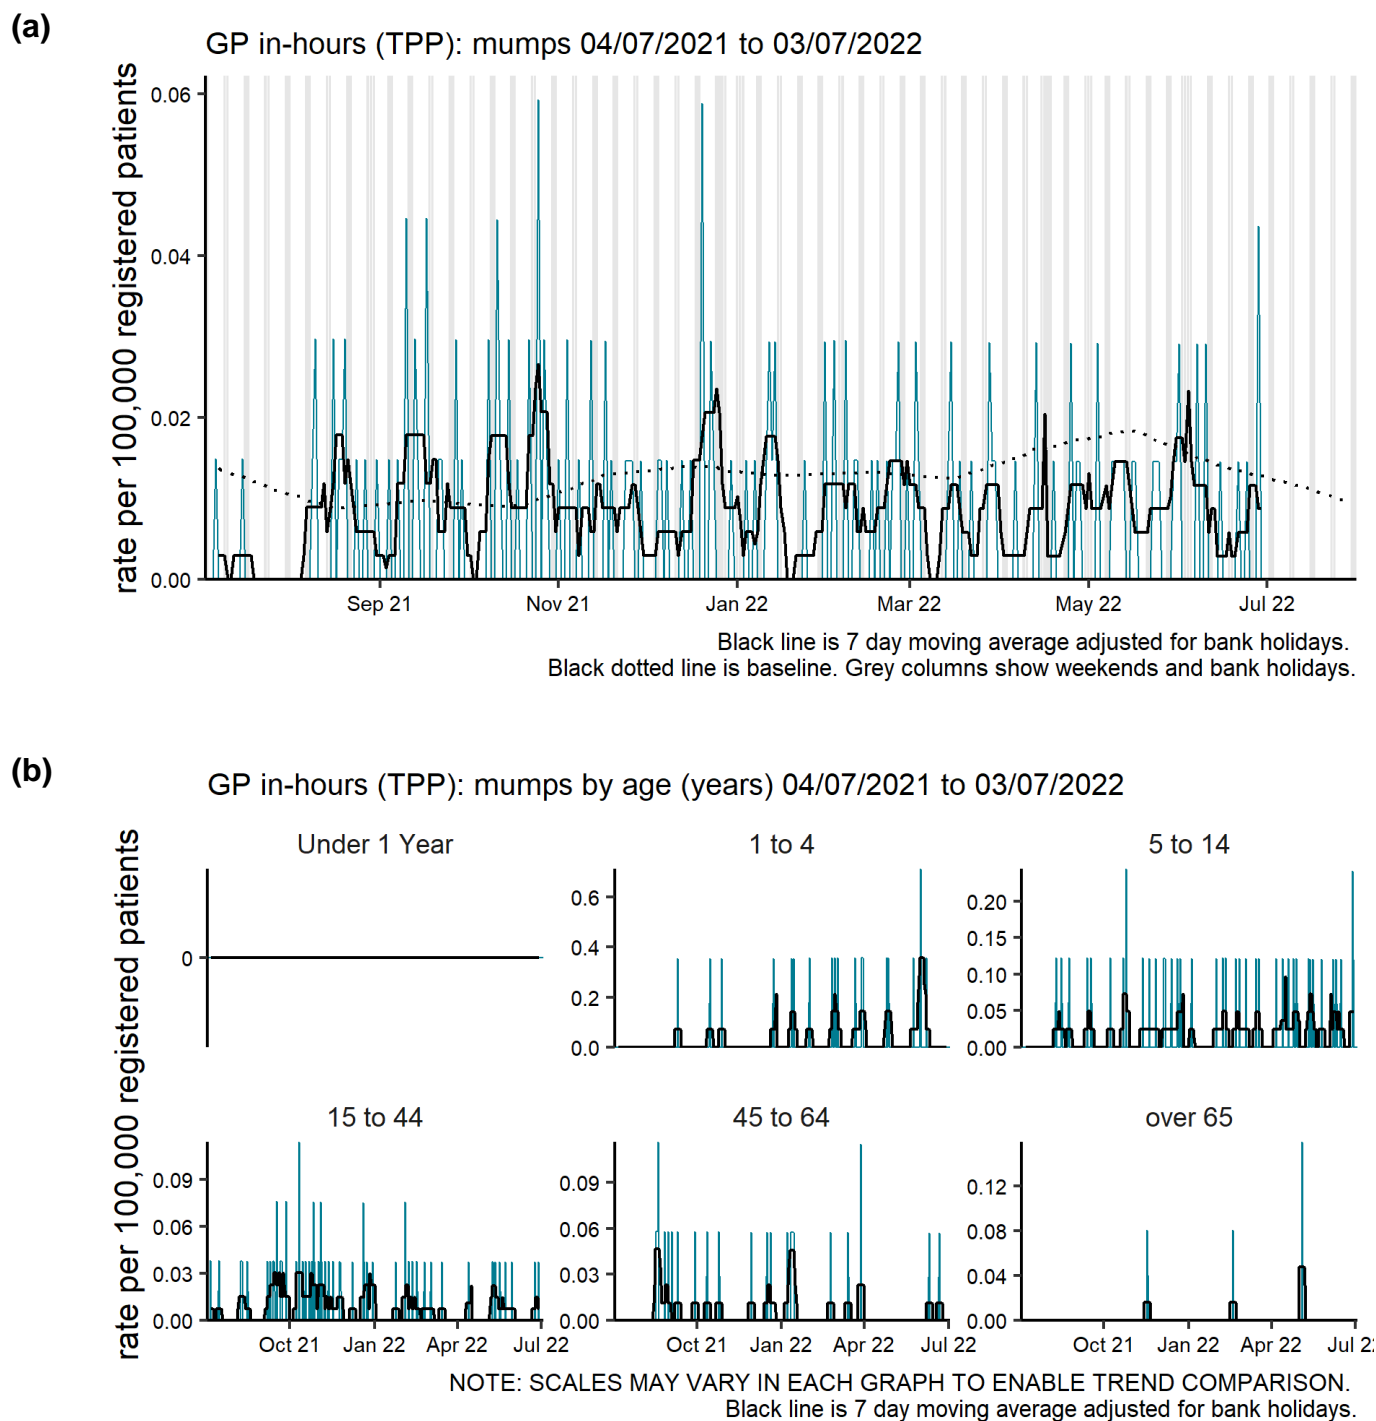 (a)
GP in-hours (TPP): mumps 04/07/2021 to 03/07/2022
rate per 100,000 registered patients
0.06
0.04
0.02
0.00
Sep 21 Nov 21 Jan 22 Mar 22 May 22 Jul 22
Black line is 7 day moving average adjusted for bank holidays.
Black dotted line is baseline. Grey columns show weekends and bank holidays.
(b)
GP in-hours (TPP): mumps by age (years) 04/07/2021 to 03/07/2022
rate per 100,000 registered patients
Under 1 Year
0
1 to 4
0.6
0.4
0.2
0.0
5 to 14
0.20
0.15
0.10
0.05
0.00
15 to 44
0.09
0.06
0.03
0.00
Oct 21 Jan 22 Apr 22 Jul 22
45 to 64
0.09
0.06
0.03
0.00
Oct 21 Jan 22 Apr 22 Jul 22
over 65
0.12
0.08
0.04
0.00
Oct 21 Jan 22 Apr 22 Jul 22
NOTE: SCALES MAY VARY IN EACH GRAPH TO ENABLE TREND COMPARISON.
Black line is 7 day moving average adjusted for bank holidays.